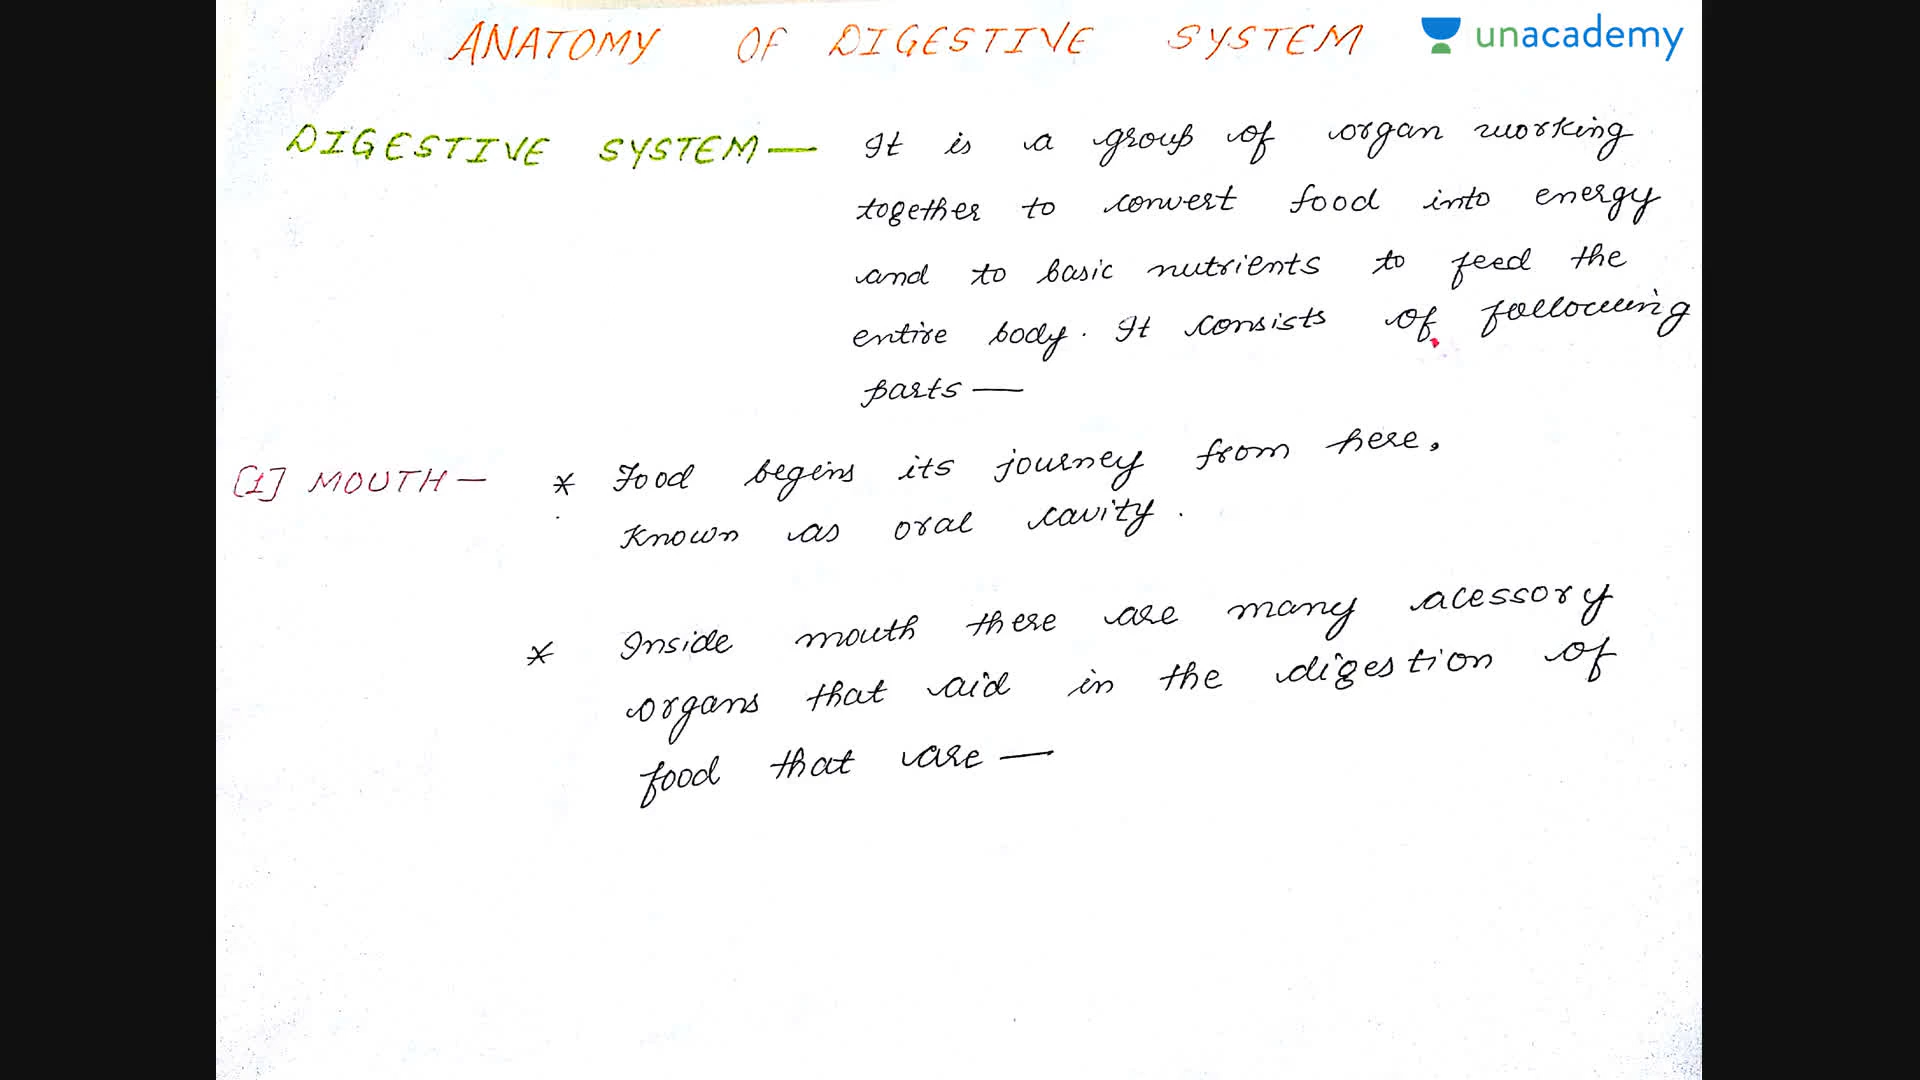 ANATOMY OF DIGESTIVE SYSTEM
unacademy
DIGESTIVE SYSTEM — It is a group of organ working
together to convert food into energy
and to basic nutrients to feed the
entire body. It consists of following
parts —
[1] MOUTH — * Food begins its journey from here.
Known as oral cavity.
* Inside mouth there are many acessory
organs that aid in the digestion of
food that are —